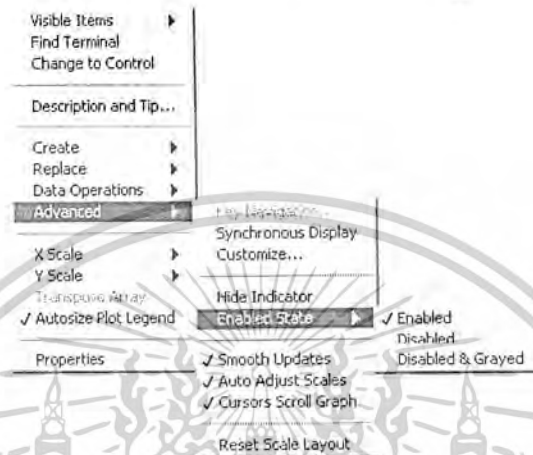 Visible Items
Find Terminal
Change to Control
Description and Tip...
Create
Replace
Data Operations
Advanced
Synchronous Display
Customize...
X Scale
Y Scale
Transpose Array
✓ Autosize Plot Legend
Hide Indicator
Enabled State
✓ Enabled
Disabled
Disabled & Grayed
Properties
✓ Smooth Updates
✓ Auto Adjust Scales
✓ Cursors Scroll Graph
Reset Scale Layout